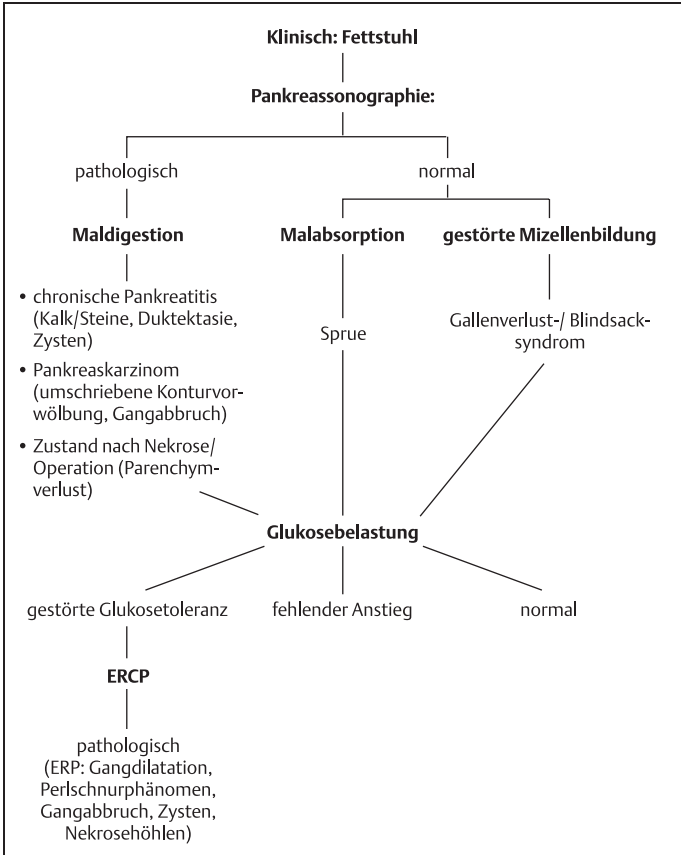 Klinisch: Fettstuhl
Pankreassonographie:
pathologisch
normal
Maldigestion
Malabsorption
gestörte Mizellenbildung
• chronische Pankreatitis
(Kalk/Steine, Duktektasie,
Zysten)
• Pankreaskarzinom
(umschriebene Konturvor-
wölbung, Gangabbruch)
• Zustand nach Nekrose/
Operation (Parenchym-
verlust)
Sprue
Gallenverlust-/ Blindsack-
syndrom
Glukosebelastung
gestörte Glukosetoleranz
fehlender Anstieg
normal
ERCP
pathologisch
(ERP: Gangdilatation,
Perlschnurphänomen,
Gangabbruch, Zysten,
Nekrosehöhlen)